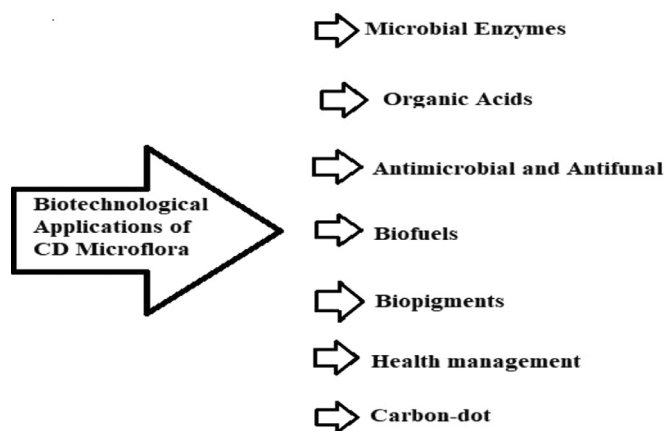 Microbial Enzymes
Organic Acids
Antimicrobial and Antifunal
Biotechnological
Applications of
CD Microflora
Biofuels
Biopigments
Health management
Carbon-dot